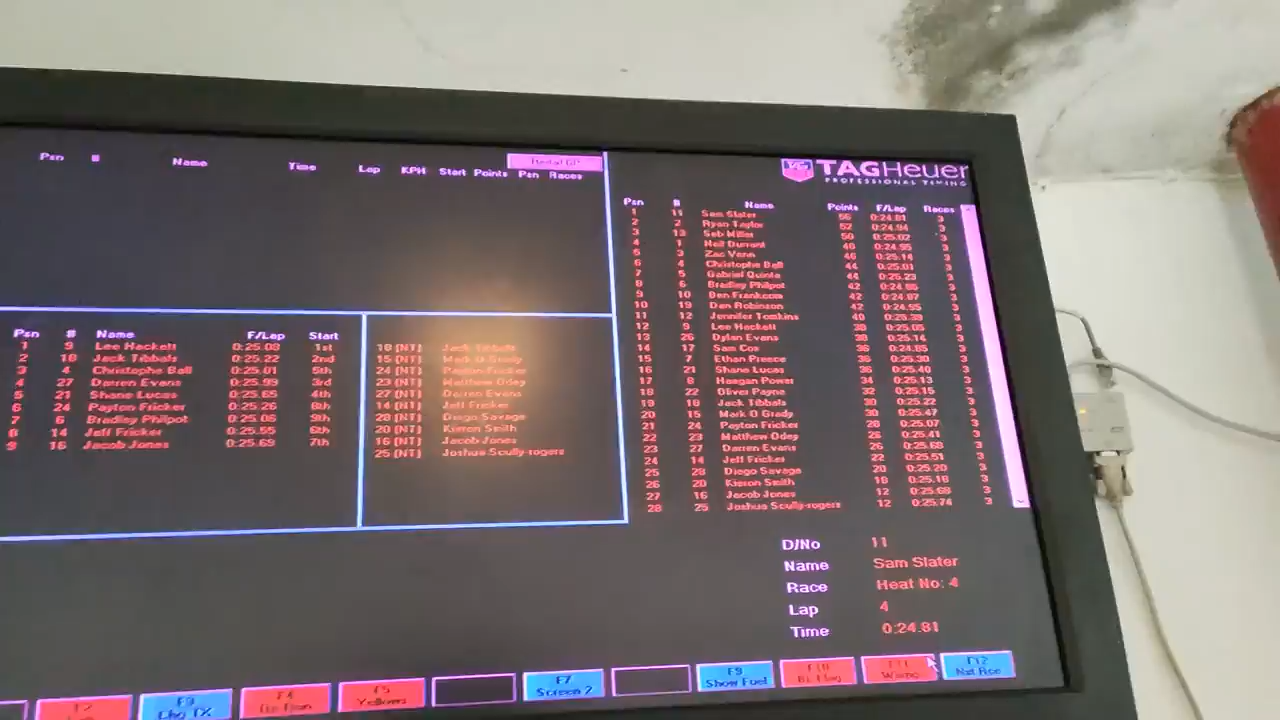 Psn # Name Time Lap KPH Start Points Psn Races
Rental GP
TAGHeuer
PROFESSIONAL TIMING
Psn # Name F/Lap Start
1 9 Lee Hackett 0:25.08 1st
2 18 Jack Tibbals 0:25.22 2nd
3 4 Christophe Ball 0:25.01 5th
4 27 Darren Evans 0:25.99 3rd
5 21 Shane Lucas 0:25.65 4th
6 24 Payton Fricker 0:25.26 8th
7 6 Bradley Philpot 0:25.06 9th
8 14 Jeff Fricker 0:25.55 6th
9 16 Jacob Jones 0:25.69 7th
18 (NT) Jack Tibbals
15 (NT) Mark O Grady
24 (NT) Payton Fricker
23 (NT) Matthew Odey
27 (NT) Darren Evans
14 (NT) Jeff Fricker
28 (NT) Diego Savage
20 (NT) Kieron Smith
16 (NT) Jacob Jones
25 (NT) Joshua Scully-rogers
Psn # Name Points F/Lap Races
1 11 Sam Slater 56 0:24.81 3
2 2 Ryan Taylor 52 0:24.94 3
3 13 Seb Miller 50 0:25.02 3
4 1 Neil Durrant 48 0:24.95 3
5 3 Zac Venn 46 0:25.14 3
6 4 Christophe Ball 44 0:25.01 3
7 5 Gabriel Quinta 44 0:25.23 3
8 6 Bradley Philpot 42 3
9 10 Ben Frankcom 42 0:24.87 3
10 19 Dan Robinson 42 0:24.55 3
11 12 Jennifer Tomkins 40 3
12 9 Lee Hackett 38 0:25.05 3
13 26 Dylan Evans 38 0:25.14 3
14 17 Sam Cox 36 0:24.85 3
15 7 Ethan Preece 36 0:25.30 3
16 21 Shane Lucas 36 0:25.40 3
17 8 Haegan Power 34 0:25.13 3
18 22 Oliver Payne 32 0:25.15 3
19 18 Jack Tibbals 30 0:25.22 3
20 15 Mark O Grady 30 0:25.47 3
21 24 Payton Fricker 28 0:25.07 3
22 23 Matthew Odey 26 0:25.41 3
23 27 Darren Evans 26 0:25.60 3
24 14 Jeff Fricker 22 0:25.51 3
25 28 Diego Savage 20 0:25.20 3
26 20 Kieron Smith 18 0:25.18 3
27 16 Jacob Jones 12 0:25.68 3
28 25 Joshua Scully-rogers 12 0:25.74 3
D/No 11
Name Sam Slater
Race Heat No: 4
Lap 4
Time 0:24.81
F2
F3 Chg TX
F4
F5 Yellows
F7 Screen 2
F9 Show Fuel
F10 Bl Flag
F11
F12 Nxt Rce